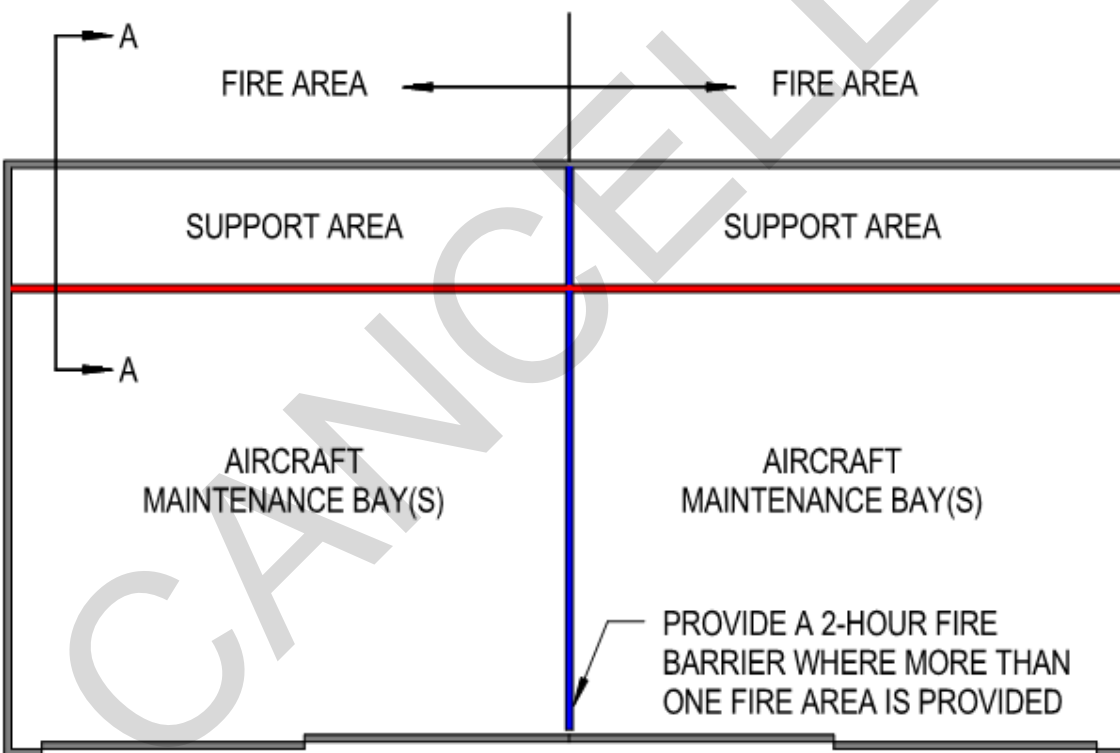 A
FIRE AREA
FIRE AREA
SUPPORT AREA
SUPPORT AREA
A
AIRCRAFT
MAINTENANCE BAY(S)
AIRCRAFT
MAINTENANCE BAY(S)
PROVIDE A 2-HOUR FIRE
BARRIER WHERE MORE THAN
ONE FIRE AREA IS PROVIDED
CANCELL